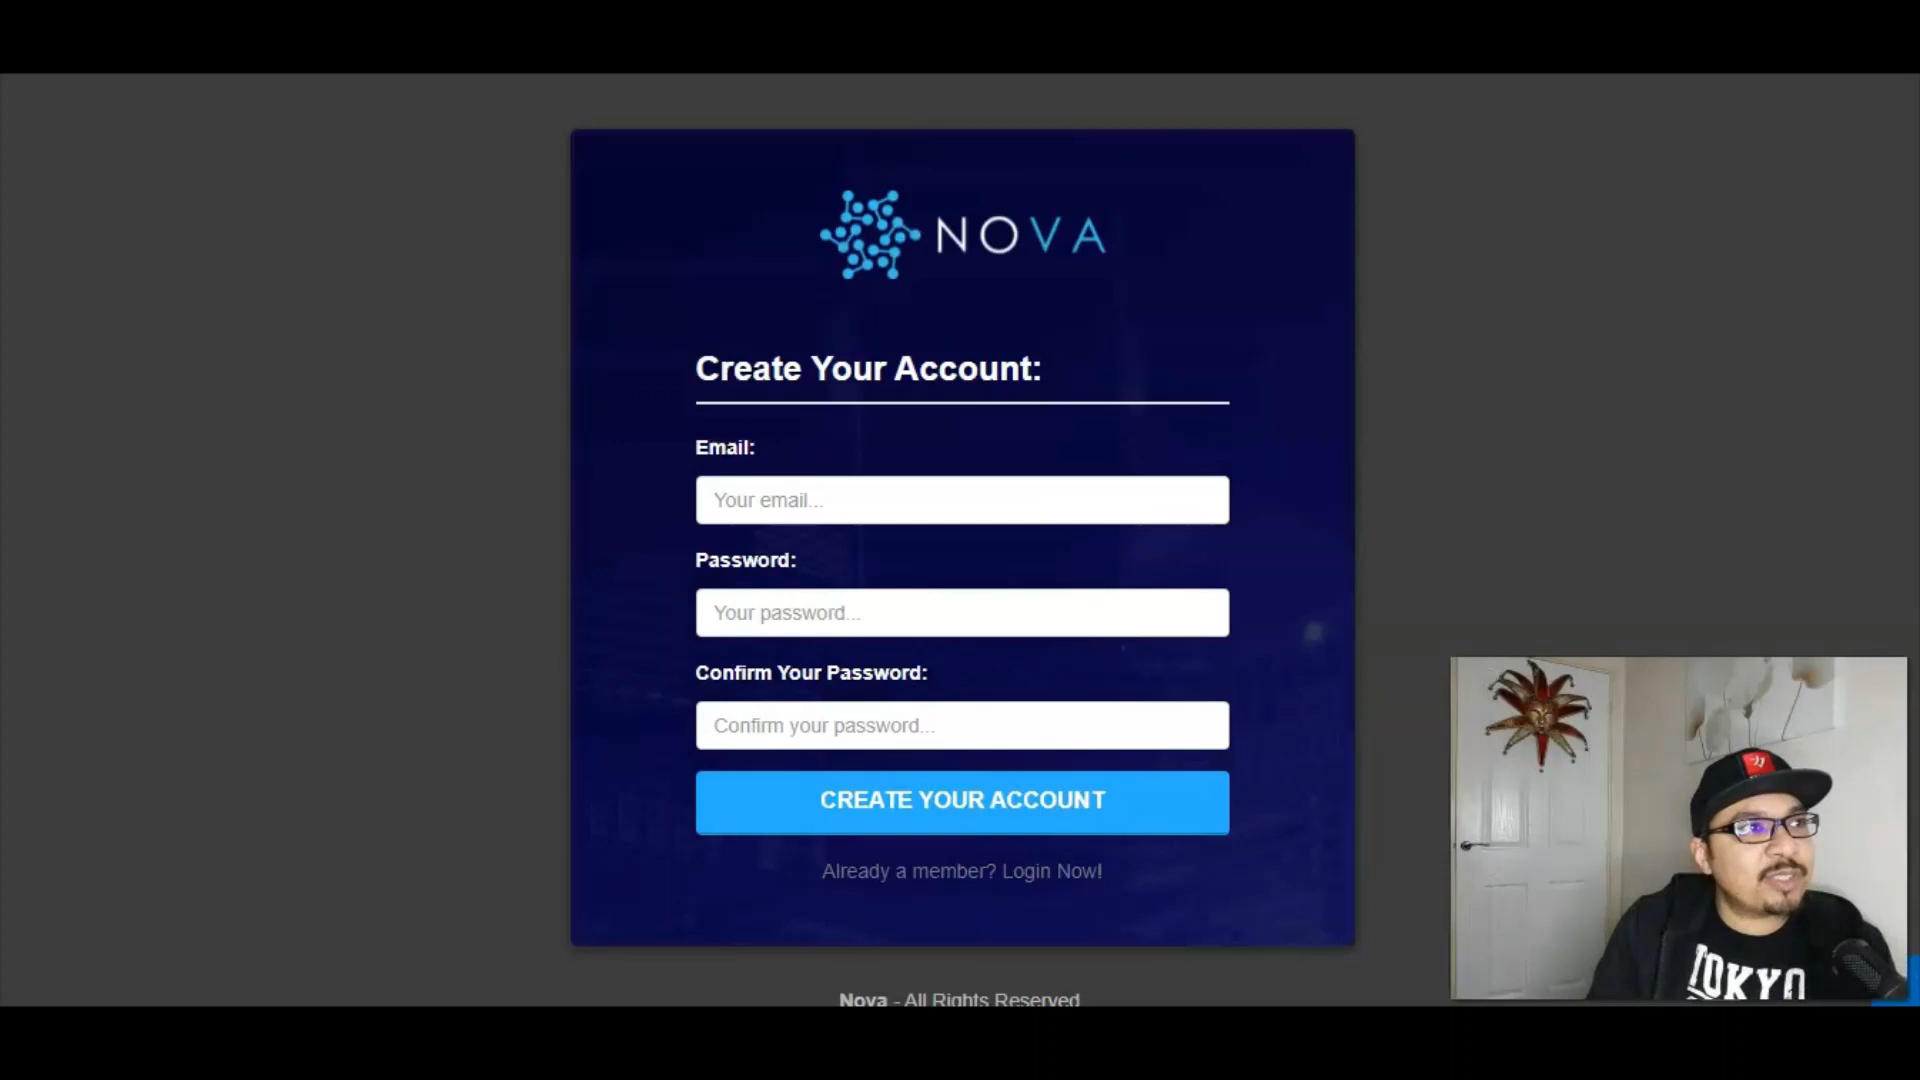 NOVA
Create Your Account:
Email:
Your email...
Password:
Your password...
Confirm Your Password:
Confirm your password...
CREATE YOUR ACCOUNT
Already a member? Login Now!
Nova - All Rights Reserved
TOKYO